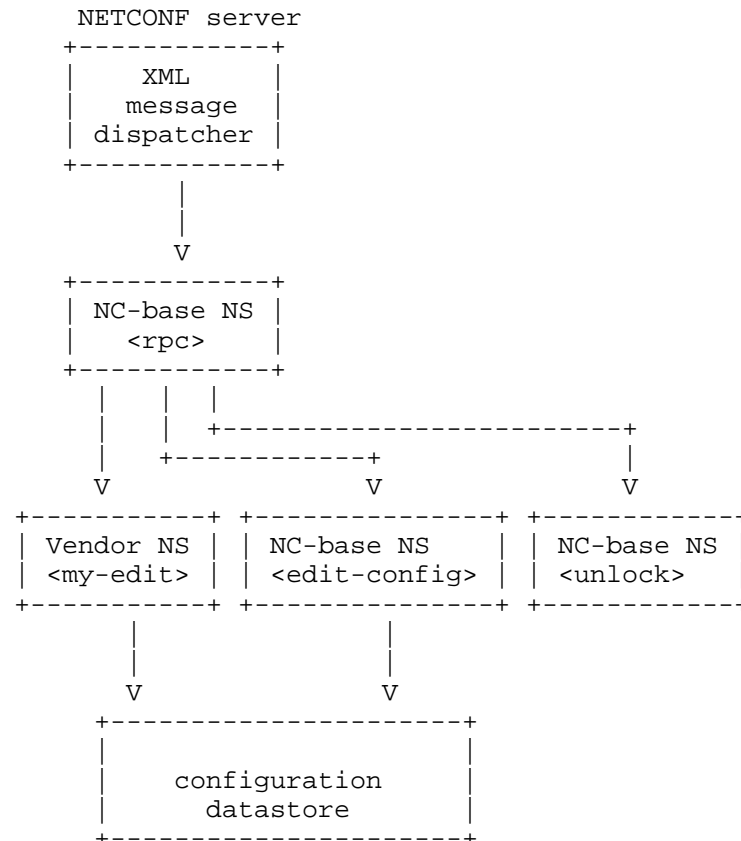 NETCONF server
XML
message
dispatcher
NC-base NS
<rpc>
Vendor NS NC-base NS NC-base NS
<my-edit> <edit-config> <unlock>
configuration
datastore